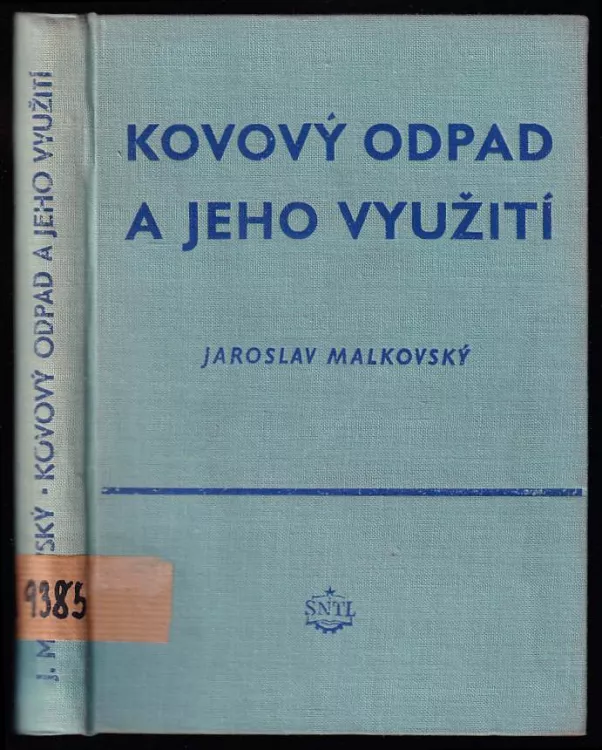 KOVOVÝ ODPAD
A JEHO VYUŽITÍ
JAROSLAV MALKOVSKÝ
SNTL
J. M SKÝ · KOVOVÝ ODPAD A JEHO VYUŽITÍ
9385